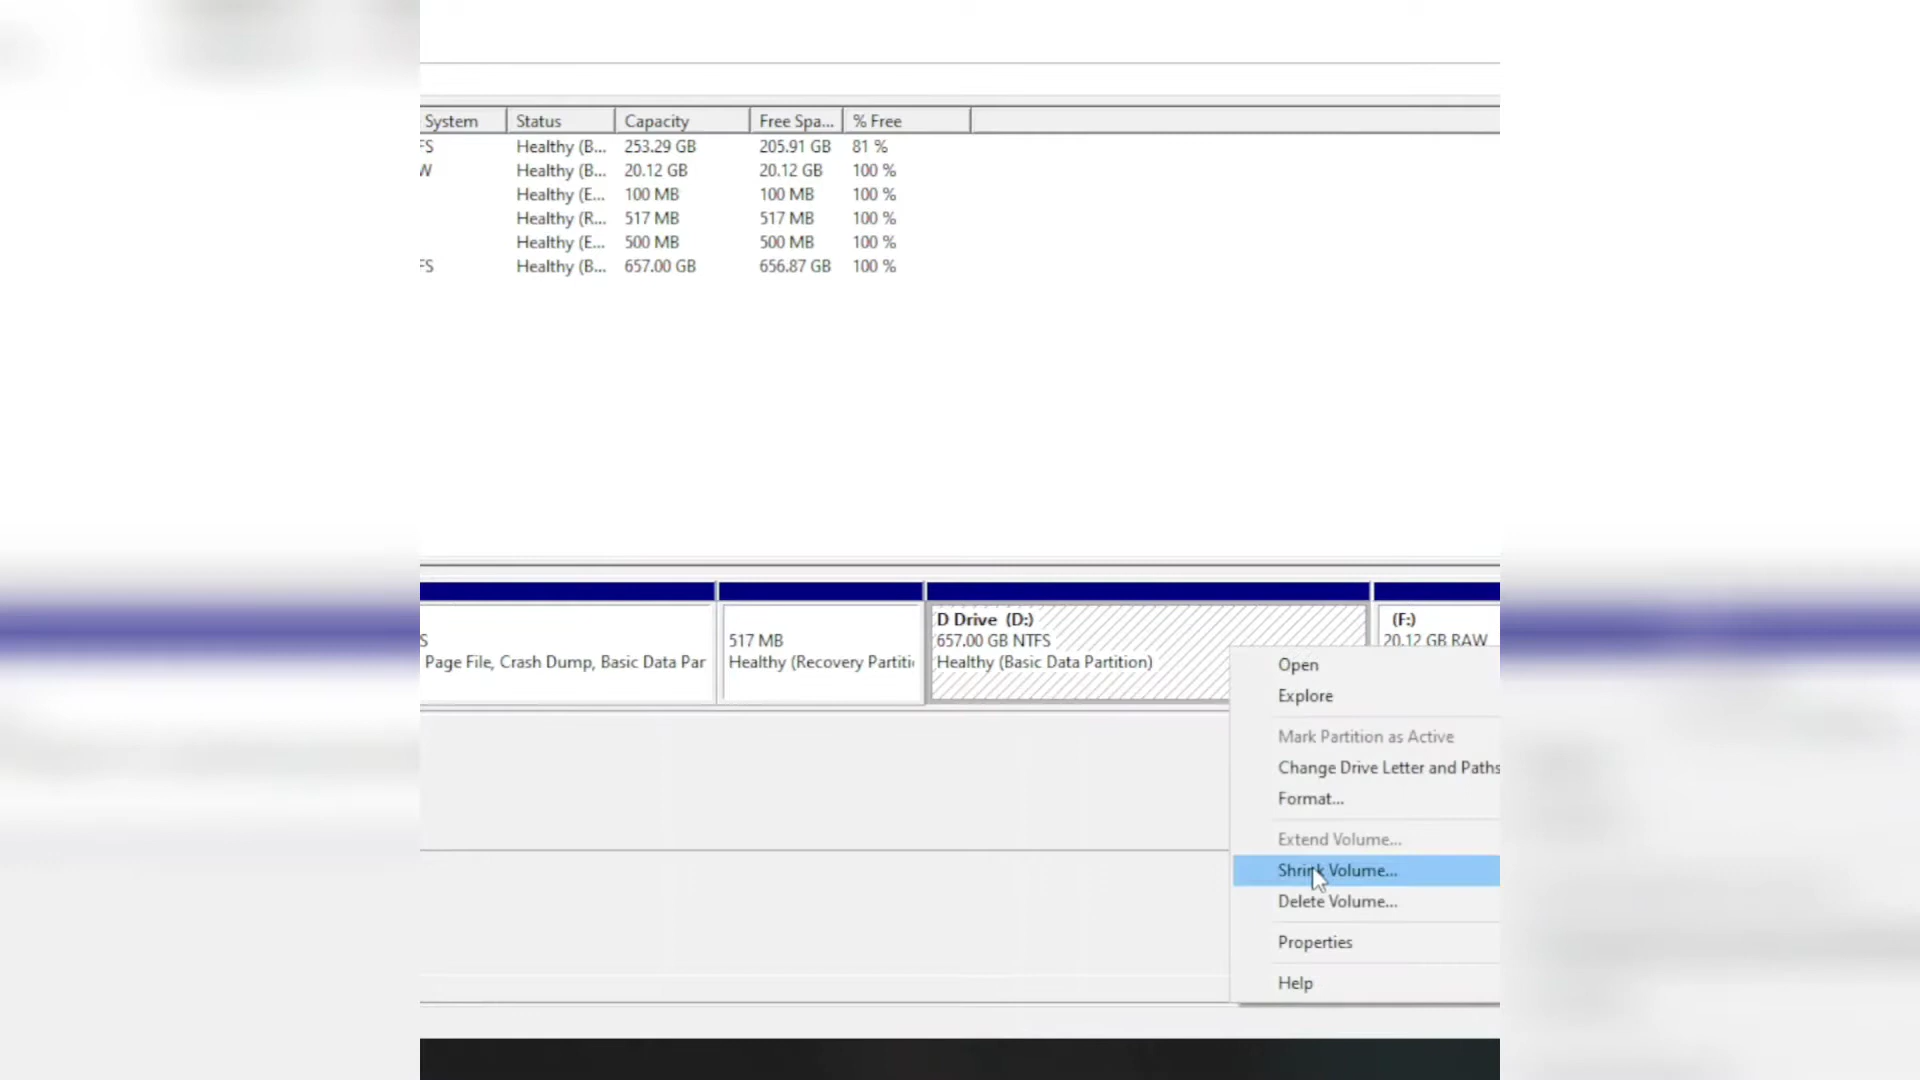 System Status Capacity Free Spa... % Free
FS Healthy (B... 253.29 GB 205.91 GB 81 %
W Healthy (B... 20.12 GB 20.12 GB 100 %
Healthy (E... 100 MB 100 MB 100 %
Healthy (R... 517 MB 517 MB 100 %
Healthy (E... 500 MB 500 MB 100 %
FS Healthy (B... 657.00 GB 656.87 GB 100 %
S
Page File, Crash Dump, Basic Data Par
517 MB
Healthy (Recovery Partiti
D Drive (D:)
657.00 GB NTFS
Healthy (Basic Data Partition)
(F:)
20.12 GB RAW
Open
Explore
Mark Partition as Active
Change Drive Letter and Paths
Format...
Extend Volume...
Shrink Volume...
Delete Volume...
Properties
Help